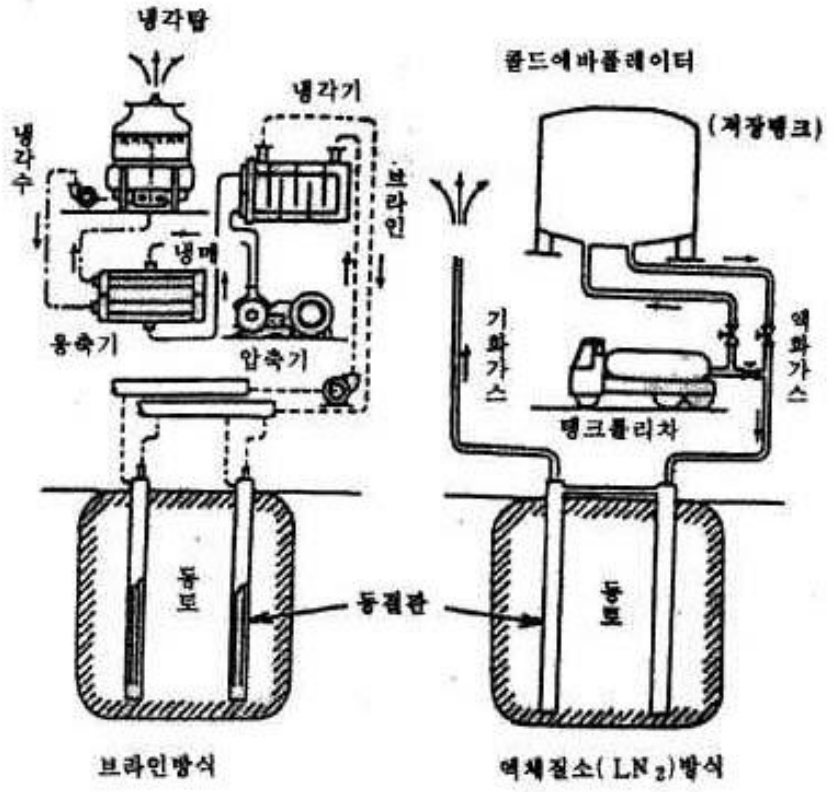 냉각탑
냉각수
냉각기
브라인
냉매
응축기
압축기
동토
동결관
브라인방식
콜드에바플레이터
(저장탱크)
기화가스
액화가스
탱크롤리차
동토
액체질소(LN₂)방식